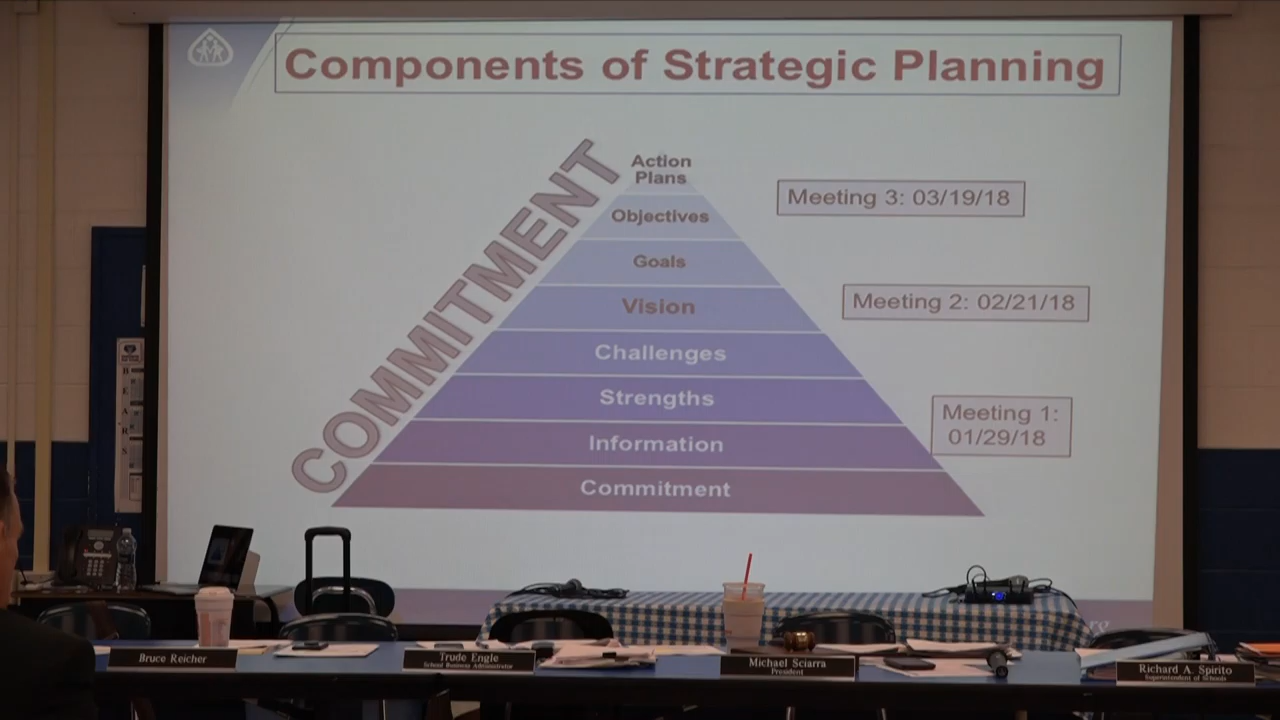 Components of Strategic Planning
COMMITMENT
Action
Plans
Objectives
Goals
Vision
Challenges
Strengths
Information
Commitment
Meeting 3: 03/19/18
Meeting 2: 02/21/18
Meeting 1:
01/29/18
BEARS
rg
Bruce Reicher
Trude Engle
School Business Administrator
Michael Sciarra
President
Richard A. Spirito
Superintendent of Schools